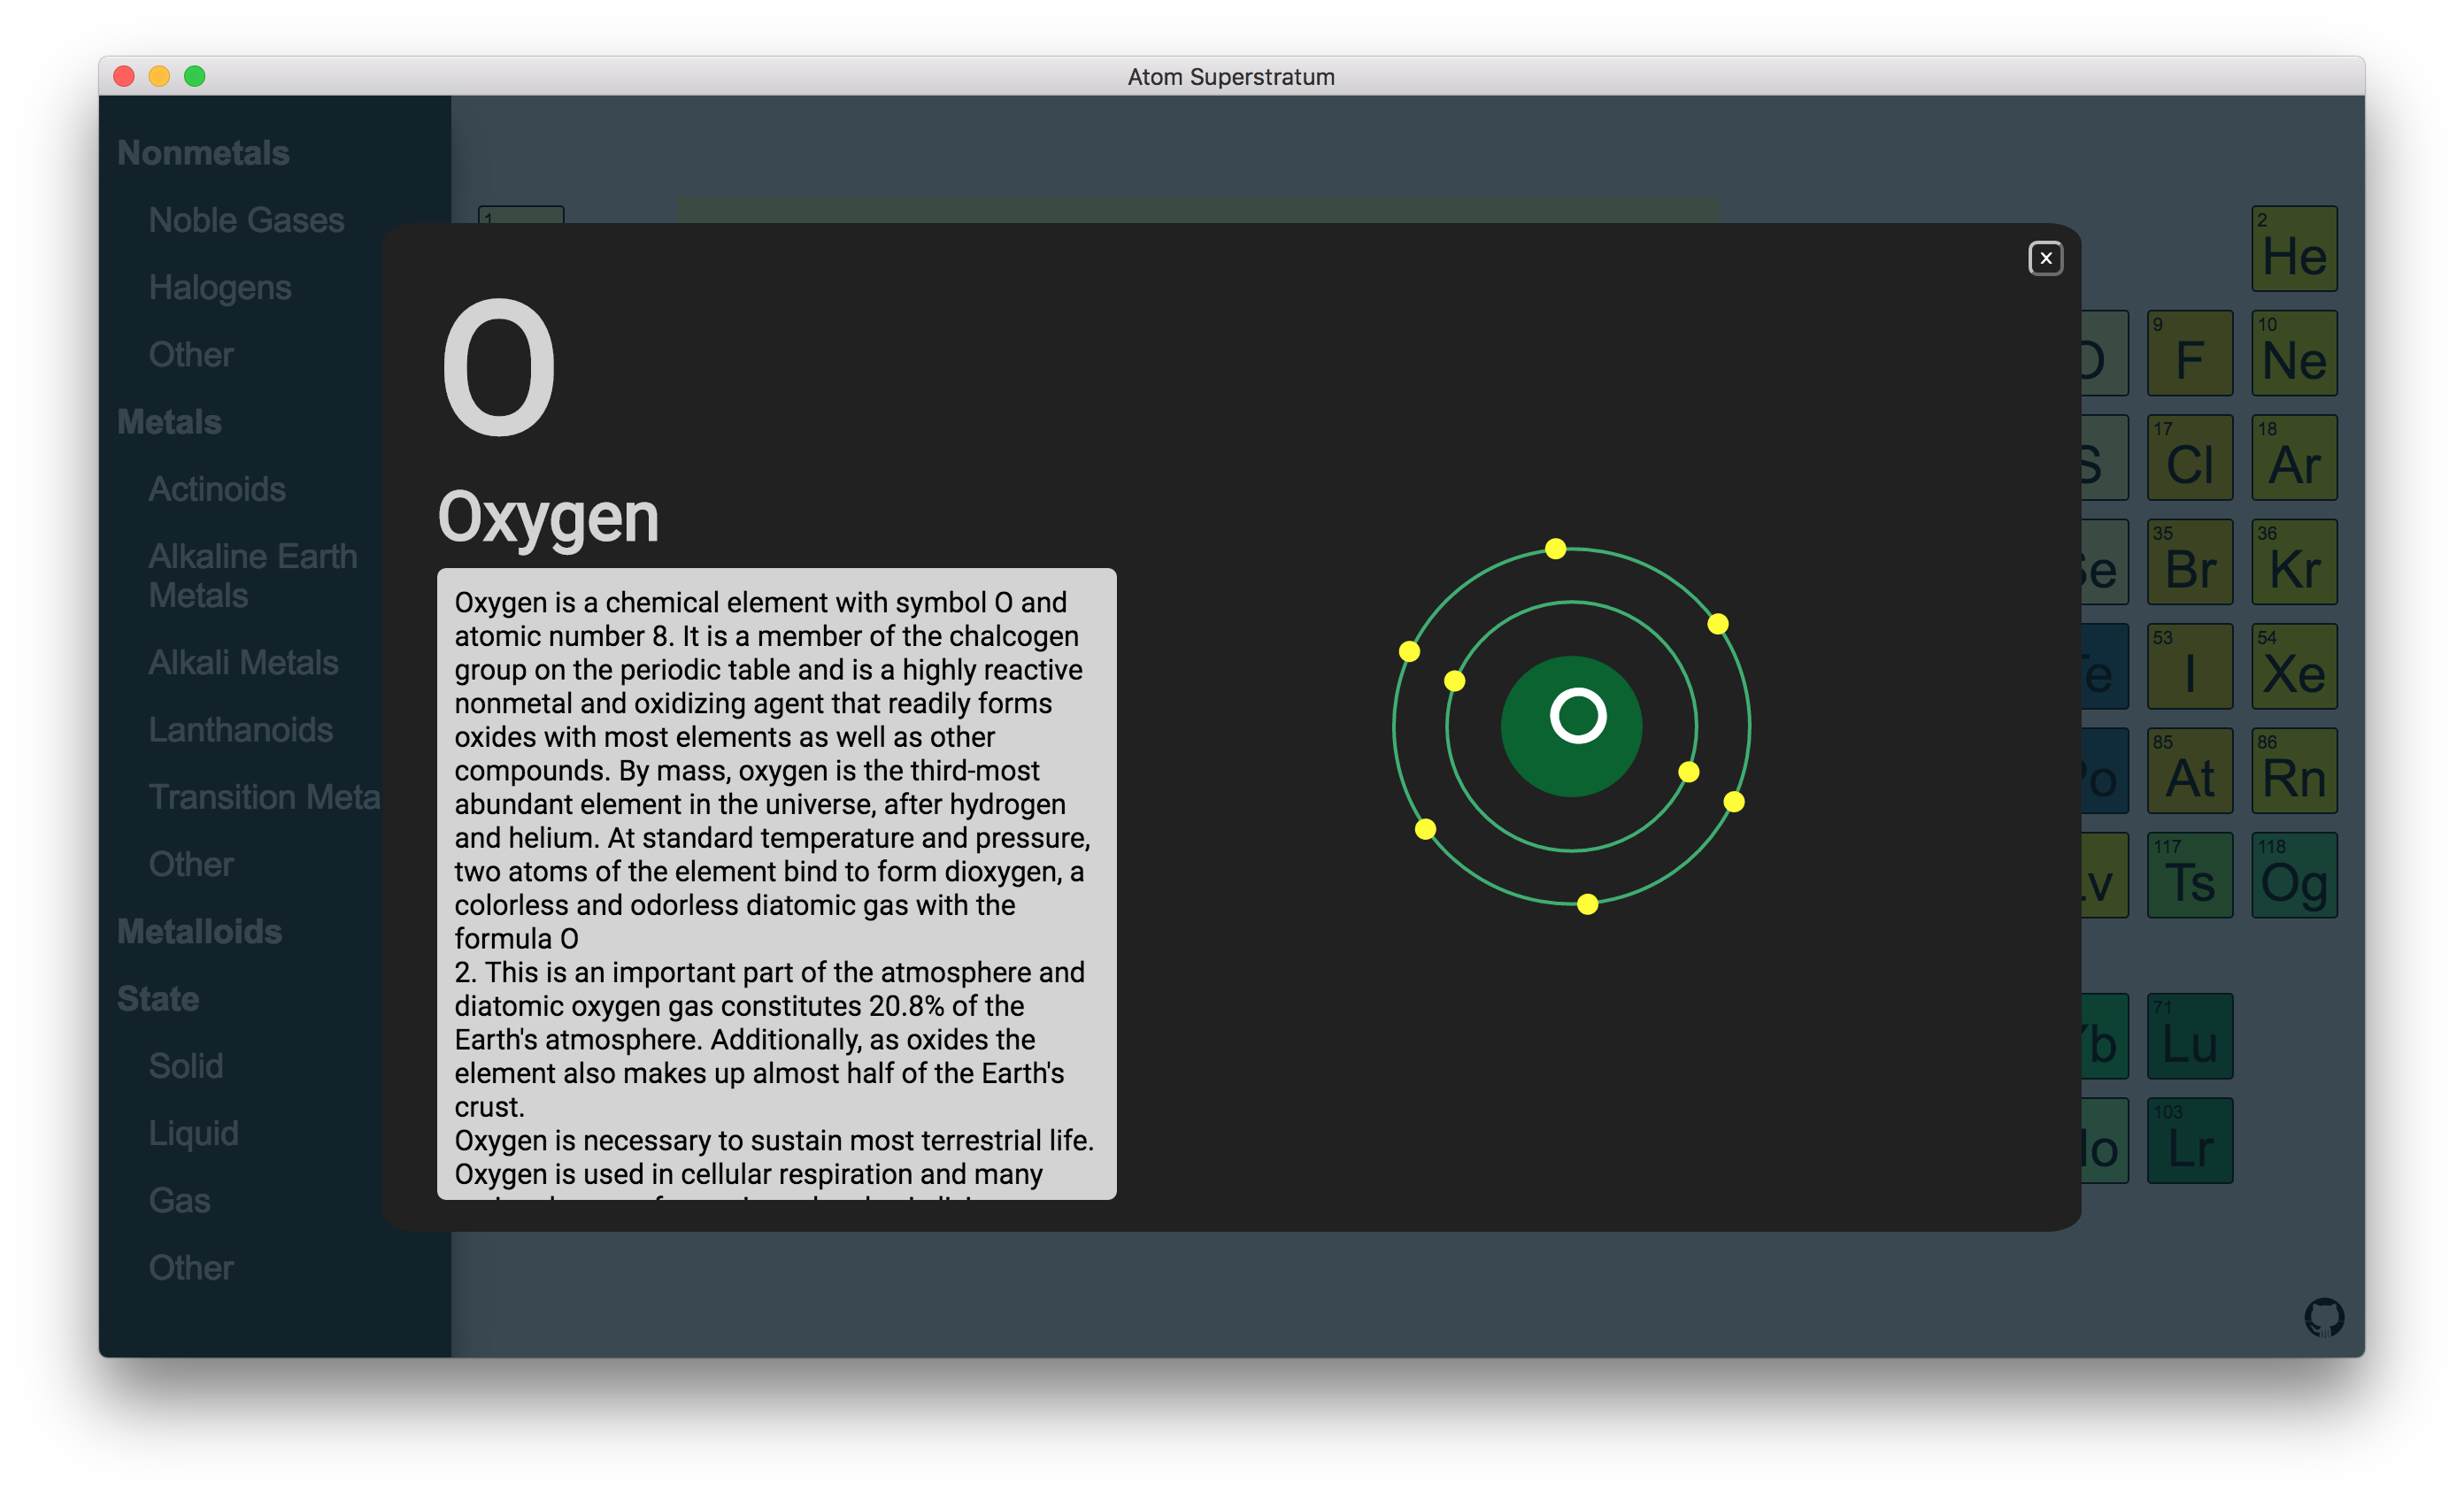 Atom Superstratum
Nonmetals
Noble Gases
Halogens
Other
Metals
Actinoids
Alkaline Earth
Metals
Alkali Metals
Lanthanoids
Transition Meta
Other
Metalloids
State
Solid
Liquid
Gas
Other
1
x
O
Oxygen
Oxygen is a chemical element with symbol O and
atomic number 8. It is a member of the chalcogen
group on the periodic table and is a highly reactive
nonmetal and oxidizing agent that readily forms
oxides with most elements as well as other
compounds. By mass, oxygen is the third-most
abundant element in the universe, after hydrogen
and helium. At standard temperature and pressure,
two atoms of the element bind to form dioxygen, a
colorless and odorless diatomic gas with the
formula O
2. This is an important part of the atmosphere and
diatomic oxygen gas constitutes 20.8% of the
Earth's atmosphere. Additionally, as oxides the
element also makes up almost half of the Earth's
crust.
Oxygen is necessary to sustain most terrestrial life.
Oxygen is used in cellular respiration and many
O
2
He
O
9
F
10
Ne
S
17
Cl
18
Ar
Se
35
Br
36
Kr
Te
53
I
54
Xe
Po
85
At
86
Rn
Lv
117
Ts
118
Og
Yb
71
Lu
lo
103
Lr